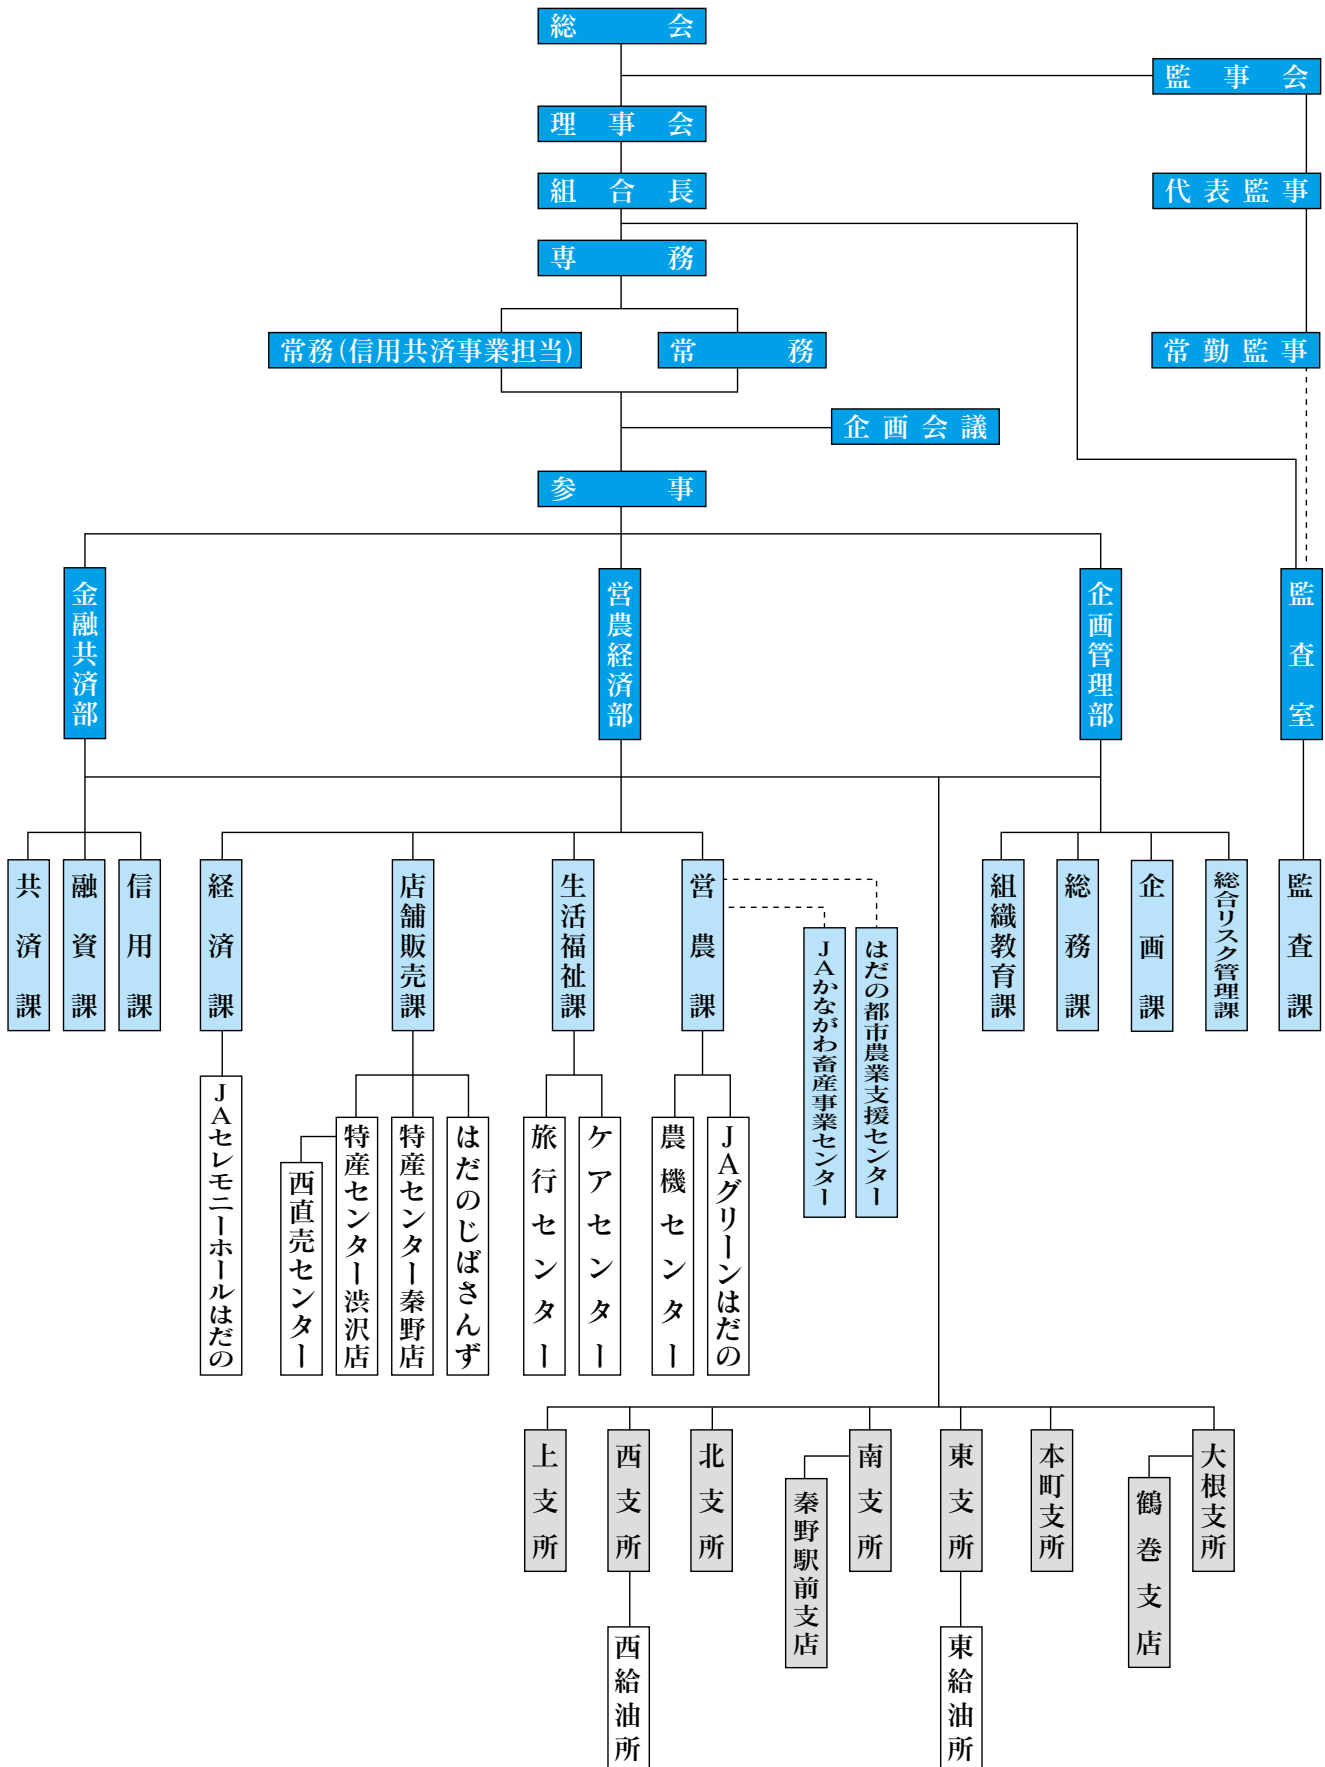 総会
監事会
理事会
組合長
代表監事
専務
常務(信用共済事業担当)
常務
常勤監事
企画会議
参事
金融共済部
営農経済部
企画管理部
監査室
共済課
融資課
信用課
経済課
店舗販売課
生活福祉課
営農課
JAかながわ畜産事業センター
はだの都市農業支援センター
組織教育課
総務課
企画課
総合リスク管理課
監査課
JAセレモニーホールはだの
西直売センター
特産センター渋沢店
特産センター秦野店
はだのじばさんず
旅行センター
ケアセンター
農機センター
JAグリーンはだの
上支所
西支所
北支所
秦野駅前支店
南支所
東支所
本町支所
鶴巻支店
大根支所
西給油所
東給油所